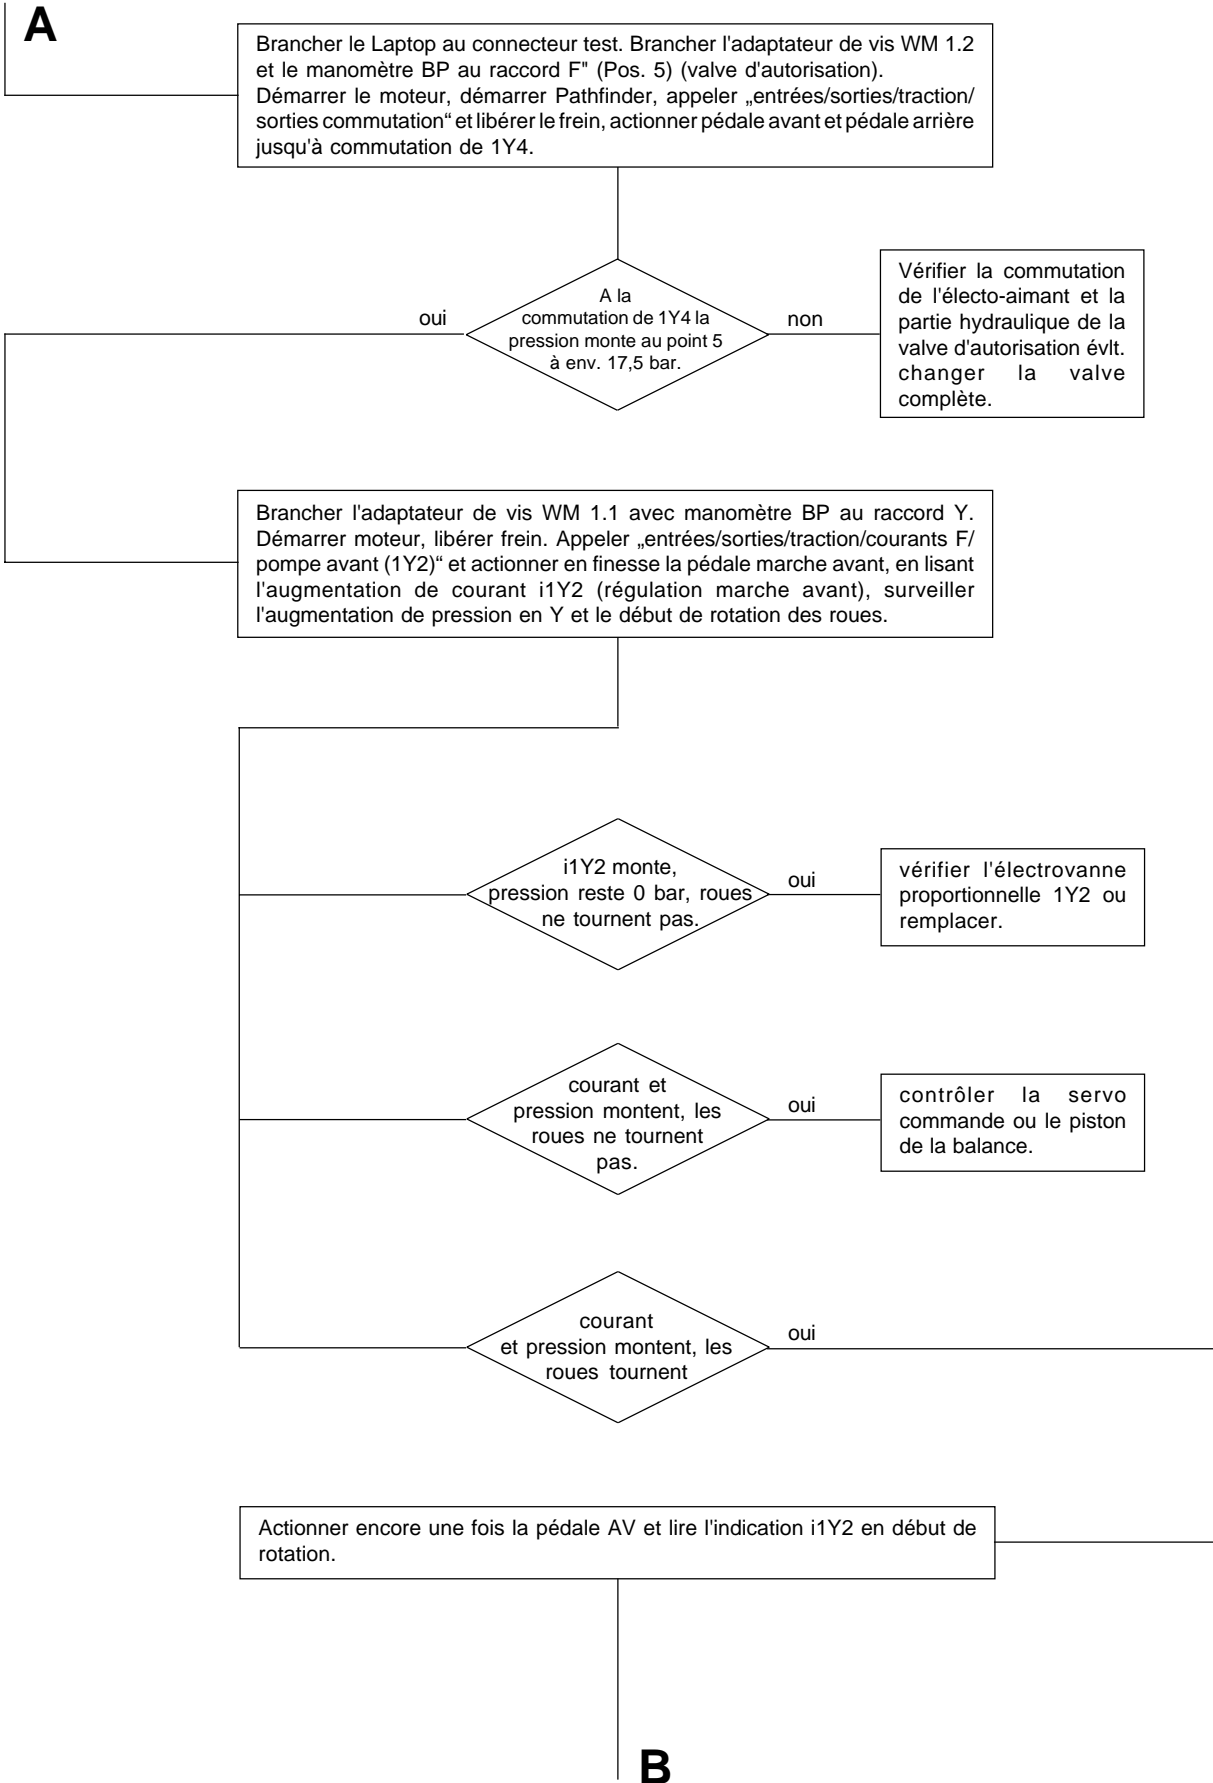 A
Brancher le Laptop au connecteur test. Brancher l'adaptateur de vis WM 1.2
et le manomètre BP au raccord F" (Pos. 5) (valve d'autorisation).
Démarrer le moteur, démarrer Pathfinder, appeler „entrées/sorties/traction/
sorties commutation“ et libérer le frein, actionner pédale avant et pédale arrière
jusqu'à commutation de 1Y4.
A la
commutation de 1Y4 la
pression monte au point 5
à env. 17,5 bar.
oui
non
Vérifier la commutation
de l'électo-aimant et la
partie hydraulique de la
valve d'autorisation évlt.
changer la valve
complète.
Brancher l'adaptateur de vis WM 1.1 avec manomètre BP au raccord Y.
Démarrer moteur, libérer frein. Appeler „entrées/sorties/traction/courants F/
pompe avant (1Y2)“ et actionner en finesse la pédale marche avant, en lisant
l'augmentation de courant i1Y2 (régulation marche avant), surveiller
l'augmentation de pression en Y et le début de rotation des roues.
i1Y2 monte,
pression reste 0 bar, roues
ne tournent pas.
oui
vérifier l'électrovanne
proportionnelle 1Y2 ou
remplacer.
courant et
pression montent, les
roues ne tournent
pas.
oui
contrôler la servo
commande ou le piston
de la balance.
courant
et pression montent, les
roues tournent
oui
Actionner encore une fois la pédale AV et lire l'indication i1Y2 en début de
rotation.
B